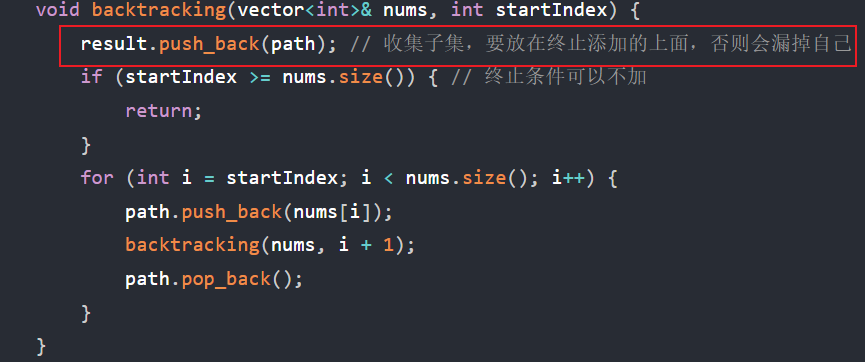 void backtracking(vector<int>& nums, int startIndex) {
result.push_back(path); // 收集子集，要放在终止添加的上面，否则会漏掉自己
if (startIndex >= nums.size()) { // 终止条件可以不加
return;
}
for (int i = startIndex; i < nums.size(); i++) {
path.push_back(nums[i]);
backtracking(nums, i + 1);
path.pop_back();
}
}